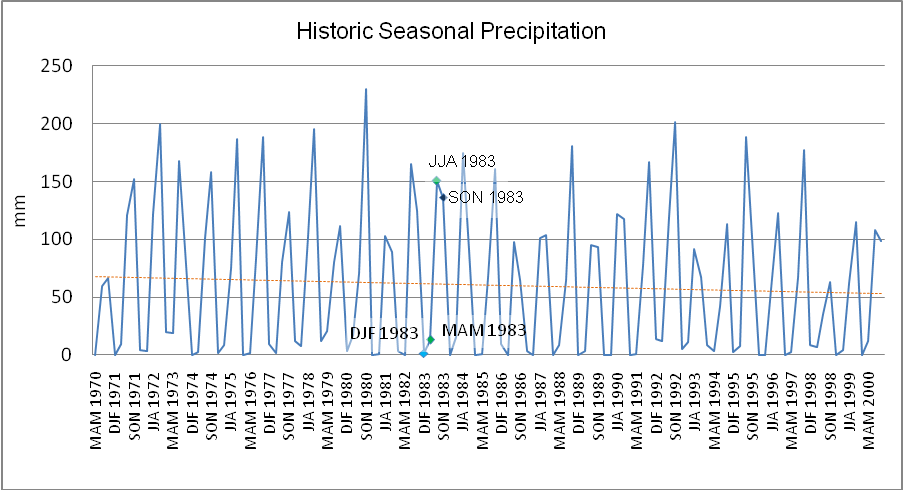 Historic Seasonal Precipitation
250
200
150
100
50
0
mm
JJA 1983
SON 1983
DJF 1983
MAM 1983
MAM 1970
DJF 1971
SON 1971
JJA 1972
MAM 1973
DJF 1974
SON 1974
JJA 1975
MAM 1976
DJF 1977
SON 1977
JJA 1978
MAM 1979
DJF 1980
SON 1980
JJA 1981
MAM 1982
DJF 1983
SON 1983
JJA 1984
MAM 1985
DJF 1986
SON 1986
JJA 1987
MAM 1988
DJF 1989
SON 1989
JJA 1990
MAM 1991
DJF 1992
SON 1992
JJA 1993
MAM 1994
DJF 1995
SON 1995
JJA 1996
MAM 1997
DJF 1998
SON 1998
JJA 1999
MAM 2000